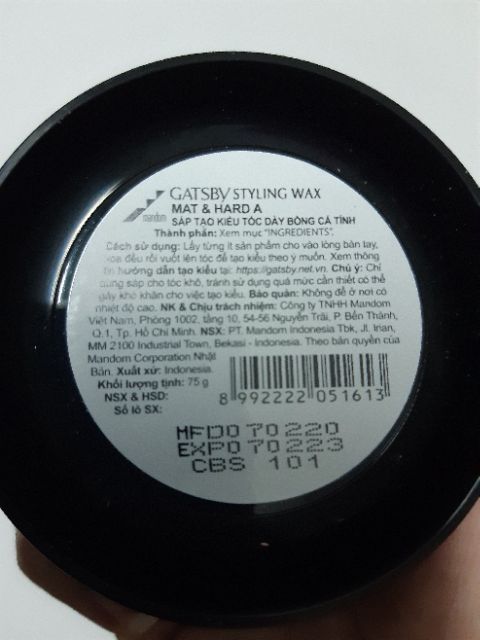 GATSBY STYLING WAX
MAT & HARD A
mandom
SÁP TẠO KIỂU TÓC DÀY BỒNG CÁ TÍNH
Thành phần: Xem mục "INGREDIENTS".
Cách sử dụng: Lấy từng ít sản phẩm cho vào lòng bàn tay,
xoa đều rồi vuốt lên tóc để tạo kiểu theo ý muốn. Xem thông
tin hướng dẫn tạo kiểu tại: https://gatsby.net.vn. Chú ý: Chỉ
dùng sáp cho tóc khô, tránh sử dụng quá mức cần thiết có thể
gây khó khăn cho việc tạo kiểu. Bảo quản: Không để ở nơi có
nhiệt độ cao. NK & Chịu trách nhiệm: Công ty TNHH Mandom
Việt Nam, Phòng 1002, tầng 10, 54-56 Nguyễn Trãi, P. Bến Thành,
Q.1, Tp. Hồ Chí Minh. NSX: PT. Mandom Indonesia Tbk, Jl. Irian,
MM 2100 Industrial Town, Bekasi - Indonesia. Theo bản quyền của
Mandom Corporation Nhật
Bản. Xuất xứ: Indonesia.
Khối lượng tịnh: 75 g
NSX & HSD:
Số lô SX:
8 992222 051613
MFD070220
EXP070223
CBS 101